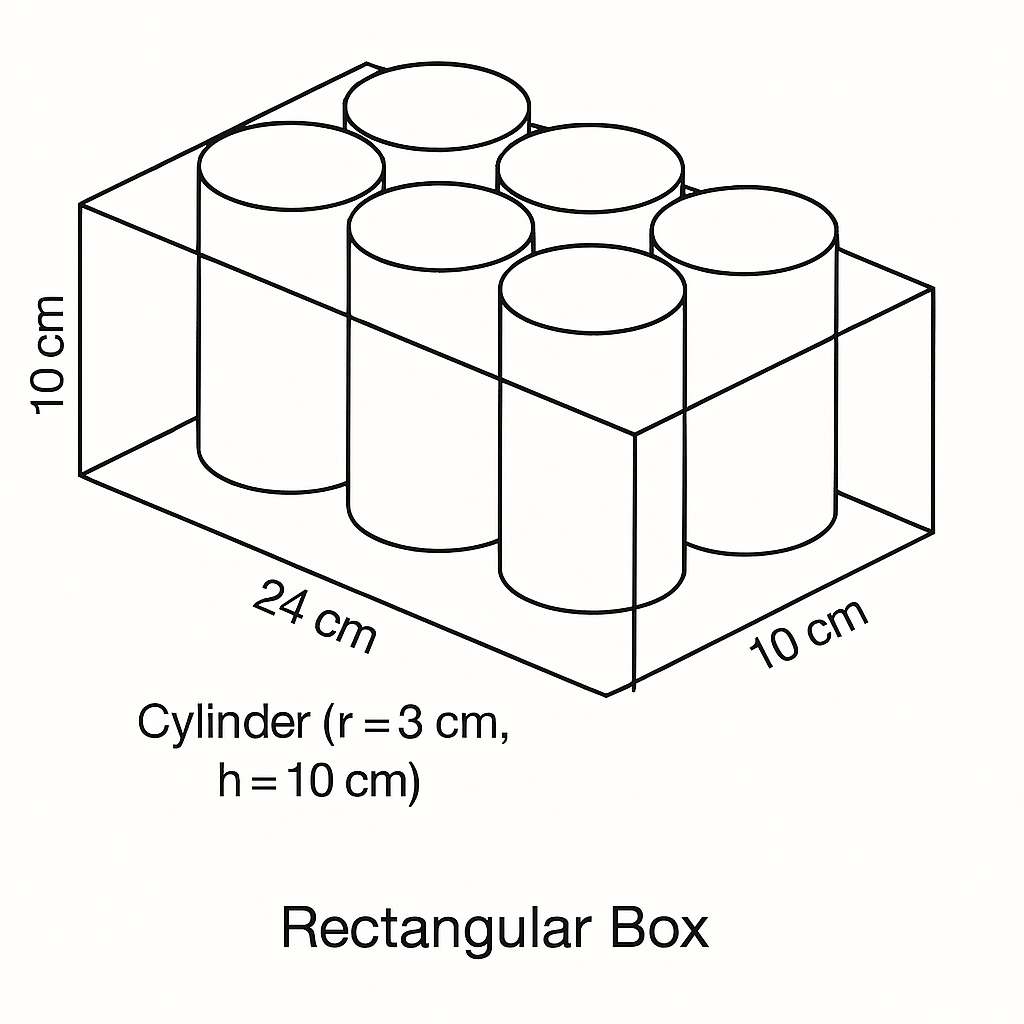 10 cm
24 cm
10 cm
Cylinder (r = 3 cm,
h = 10 cm)
Rectangular Box